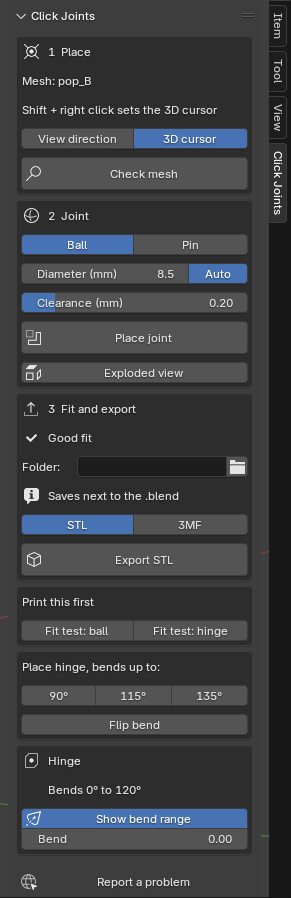 Click Joints
Item
Tool
View
Click Joints
1 Place
Mesh: pop_B
Shift + right click sets the 3D cursor
View direction 3D cursor
Check mesh
2 Joint
Ball Pin
Diameter (mm) 8.5 Auto
Clearance (mm) 0.20
Place joint
Exploded view
3 Fit and export
Good fit
Folder:
Saves next to the .blend
STL 3MF
Export STL
Print this first
Fit test: ball Fit test: hinge
Place hinge, bends up to:
90° 115° 135°
Flip bend
Hinge
Bends 0° to 120°
Show bend range
Bend 0.00
Report a problem